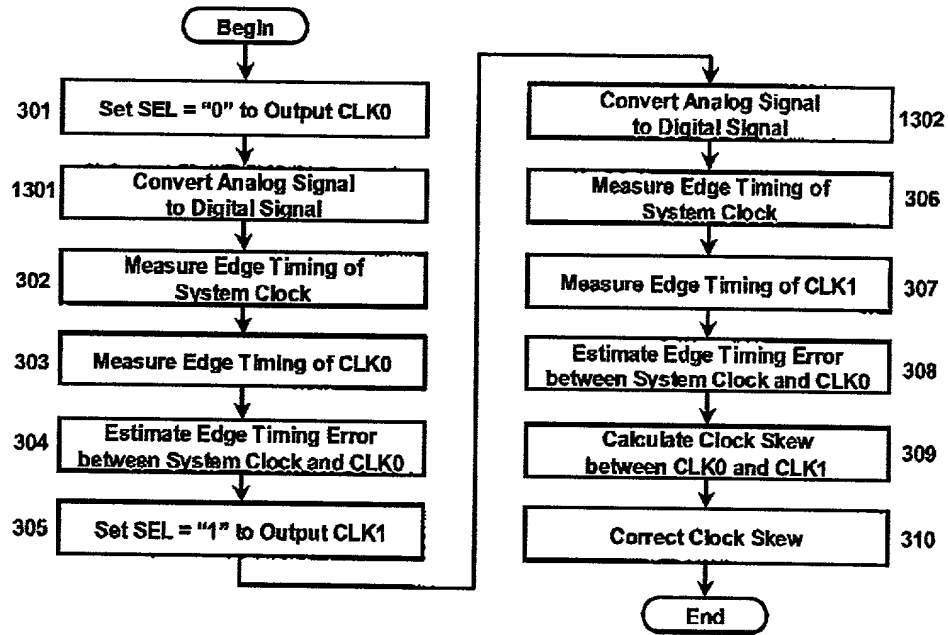 Begin
301
Set SEL = "0" to Output CLK0
1301
Convert Analog Signal
to Digital Signal
302
Measure Edge Timing of
System Clock
303
Measure Edge Timing of CLK0
304
Estimate Edge Timing Error
between System Clock and CLK0
305
Set SEL = "1" to Output CLK1
Convert Analog Signal
to Digital Signal
1302
Measure Edge Timing of
System Clock
306
Measure Edge Timing of CLK1
307
Estimate Edge Timing Error
between System Clock and CLK0
308
Calculate Clock Skew
between CLK0 and CLK1
309
Correct Clock Skew
310
End